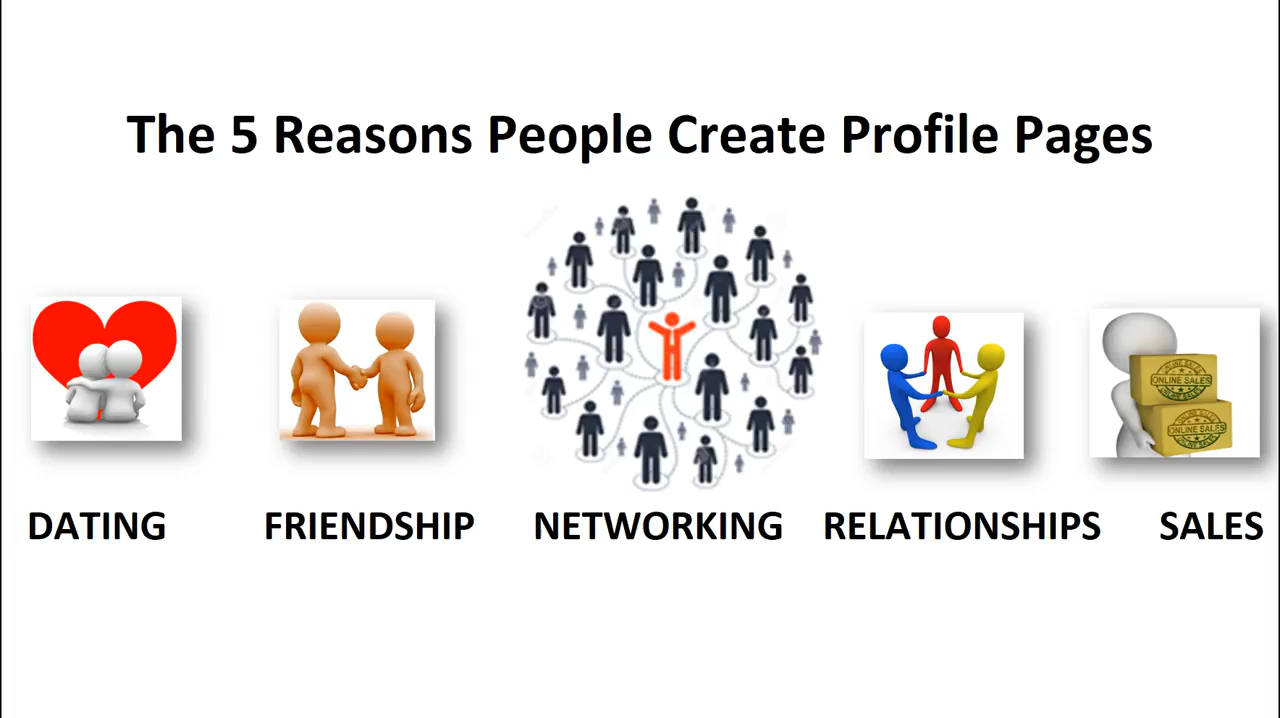 The 5 Reasons People Create Profile Pages
ONLINE SALES
ONLINE SALES
DATING
FRIENDSHIP
NETWORKING
RELATIONSHIPS
SALES